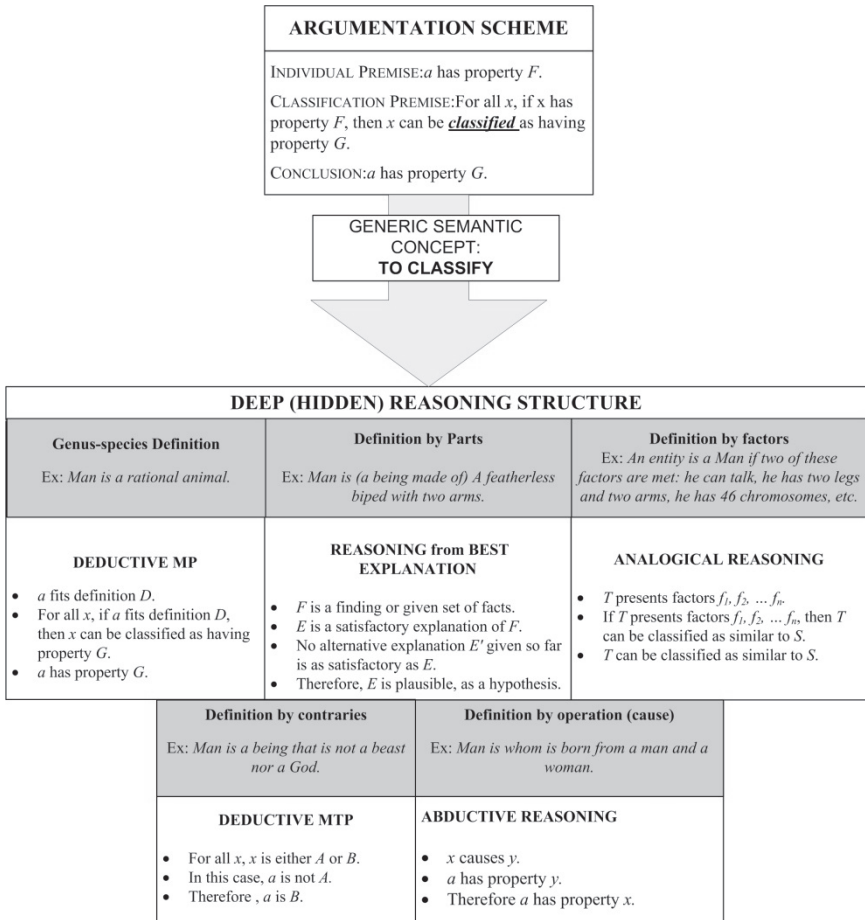 ARGUMENTATION SCHEME
INDIVIDUAL PREMISE:a has property F.
CLASSIFICATION PREMISE:For all x, if x has
property F, then x can be classified as having
property G.
CONCLUSION:a has property G.
GENERIC SEMANTIC
CONCEPT:
TO CLASSIFY
DEEP (HIDDEN) REASONING STRUCTURE
Genus-species Definition
Ex: Man is a rational animal.
Definition by Parts
Ex: Man is (a being made of) A featherless
biped with two arms.
Definition by factors
Ex: An entity is a Man if two of these
factors are met: he can talk, he has two legs
and two arms, he has 46 chromosomes, etc.
DEDUCTIVE MP
• a fits definition D.
• For all x, if a fits definition D,
then x can be classified as having
property G.
• a has property G.
REASONING from BEST
EXPLANATION
• F is a finding or given set of facts.
• E is a satisfactory explanation of F.
• No alternative explanation E' given so far
is as satisfactory as E.
• Therefore, E is plausible, as a hypothesis.
ANALOGICAL REASONING
• T presents factors f1, f2, ... fn.
• If T presents factors f1, f2, ... fn, then T
can be classified as similar to S.
• T can be classified as similar to S.
Definition by contraries
Ex: Man is a being that is not a beast
nor a God.
Definition by operation (cause)
Ex: Man is whom is born from a man and a
woman.
DEDUCTIVE MTP
• For all x, x is either A or B.
• In this case, a is not A.
• Therefore , a is B.
ABDUCTIVE REASONING
• x causes y.
• a has property y.
• Therefore a has property x.